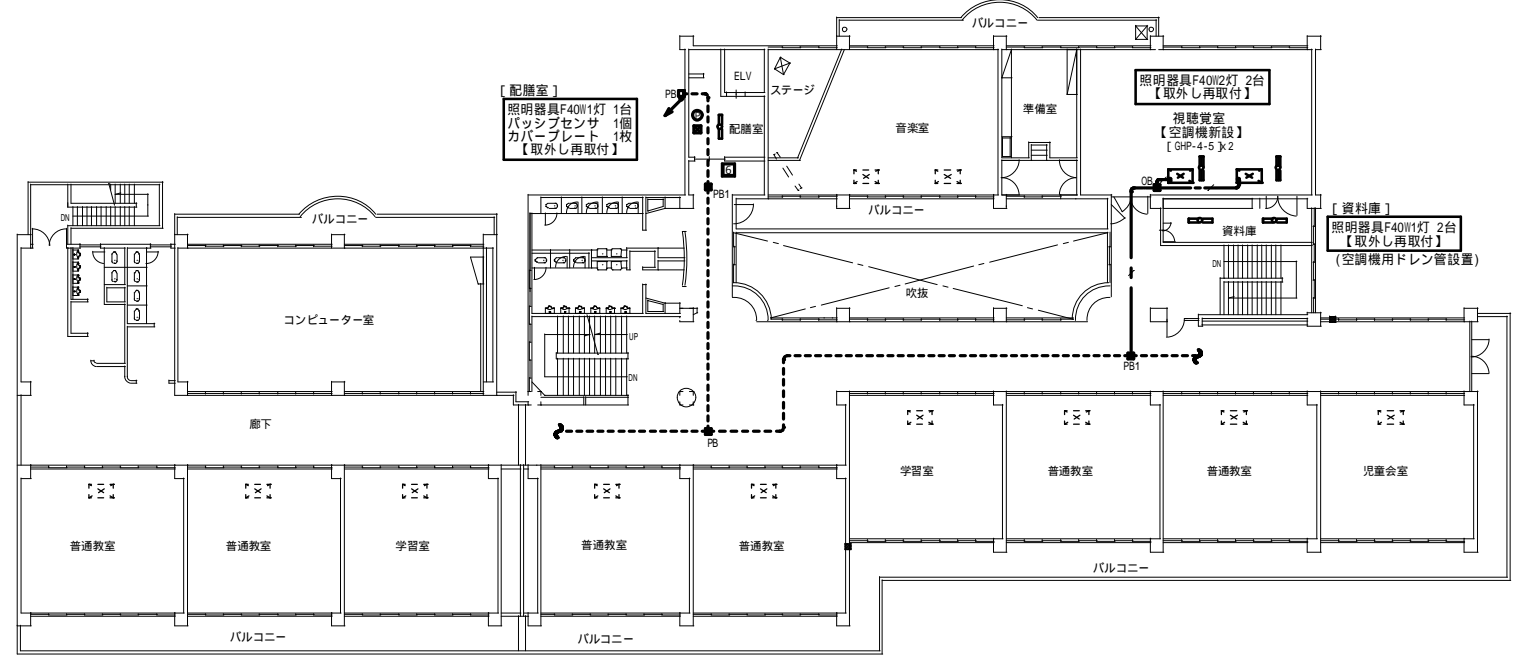 バルコニー
[ 配膳室 ]
照明器具F40W1灯 1台
パッシブセンサ 1個
カバープレート 1枚
【取外し再取付】
PB
ELV
配膳室
ステージ
音楽室
準備室
照明器具F40W2灯 2台
【取外し再取付】
視聴覚室
【空調機新設】
[ GHP-4-5 ]x2
OB
PB1
バルコニー
資料庫
[ 資料庫 ]
照明器具F40W1灯 2台
【取外し再取付】
(空調機用ドレン管設置)
DN
バルコニー
DN
吹抜
コンピューター室
UP
DN
PB1
廊下
PB
学習室
普通教室
普通教室
児童会室
普通教室
普通教室
学習室
普通教室
普通教室
バルコニー
バルコニー
バルコニー